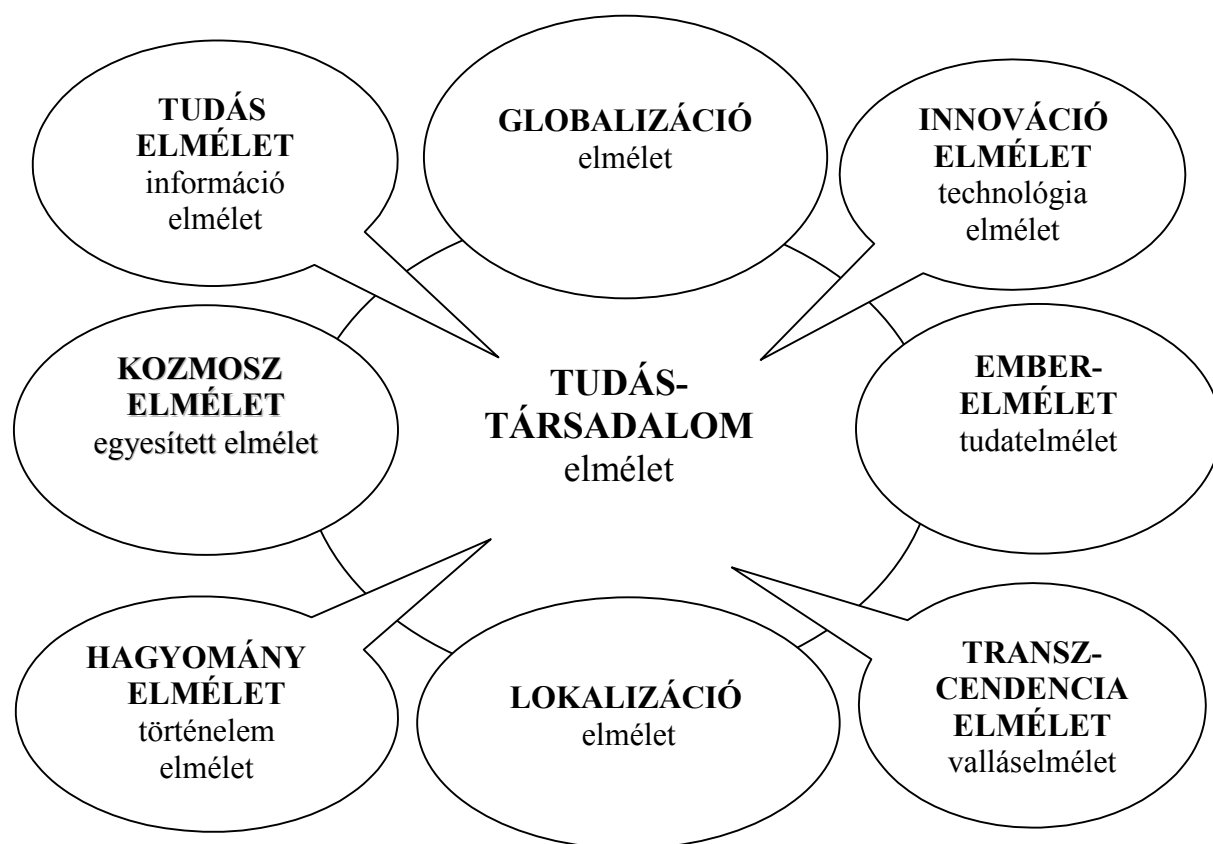 TUDÁS
ELMÉLET
információ
elmélet
GLOBALIZÁCIÓ
elmélet
INNOVÁCIÓ
ELMÉLET
technológia
elmélet
KOZMOSZ
ELMÉLET
egyesített elmélet
TUDÁS-
TÁRSADALOM
elmélet
EMBER-
ELMÉLET
tudatelmélet
HAGYOMÁNY
ELMÉLET
történelem
elmélet
LOKALIZÁCIÓ
elmélet
TRANSZ-
CENDENCIA
ELMÉLET
valláselmélet